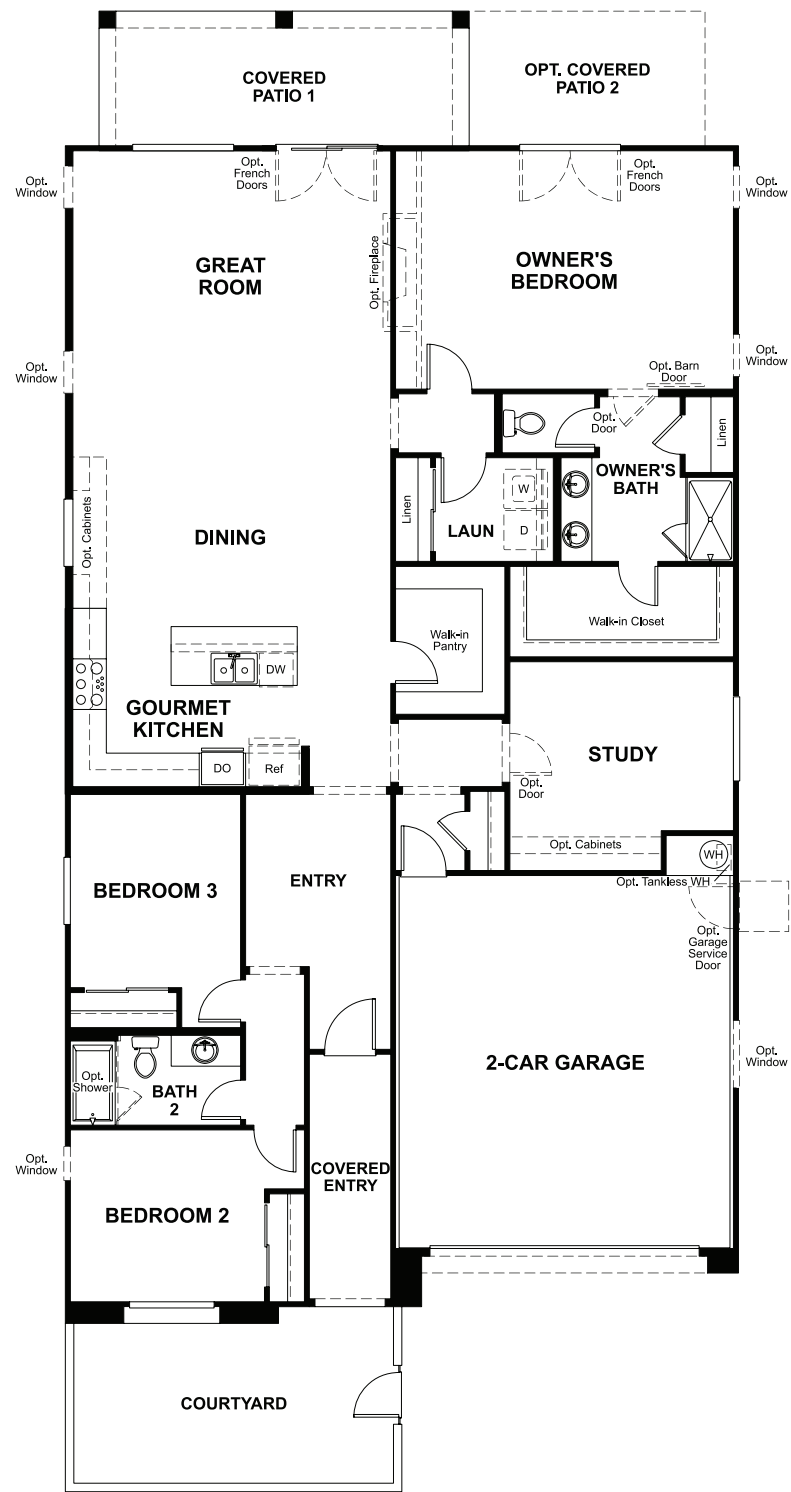 COVERED
PATIO 1
OPT. COVERED
PATIO 2
Opt.
Window
Opt.
French
Doors
Opt.
French
Doors
Opt.
Window
GREAT
ROOM
Opt. Fireplace
OWNER'S
BEDROOM
Opt.
Window
Opt. Barn
Door
Opt.
Window
Opt.
Door
Linen
OWNER'S
BATH
Opt. Cabinets
DINING
Linen
LAUN
W
D
Walk-in
Pantry
Walk-in Closet
DW
GOURMET
KITCHEN
DO
Ref
STUDY
Opt.
Door
Opt. Cabinets
WH
Opt. Tankless WH
BEDROOM 3
ENTRY
Opt.
Garage
Service
Door
2-CAR GARAGE
Opt.
Window
Opt.
Shower
BATH
2
Opt.
Window
COVERED
ENTRY
BEDROOM 2
COURTYARD